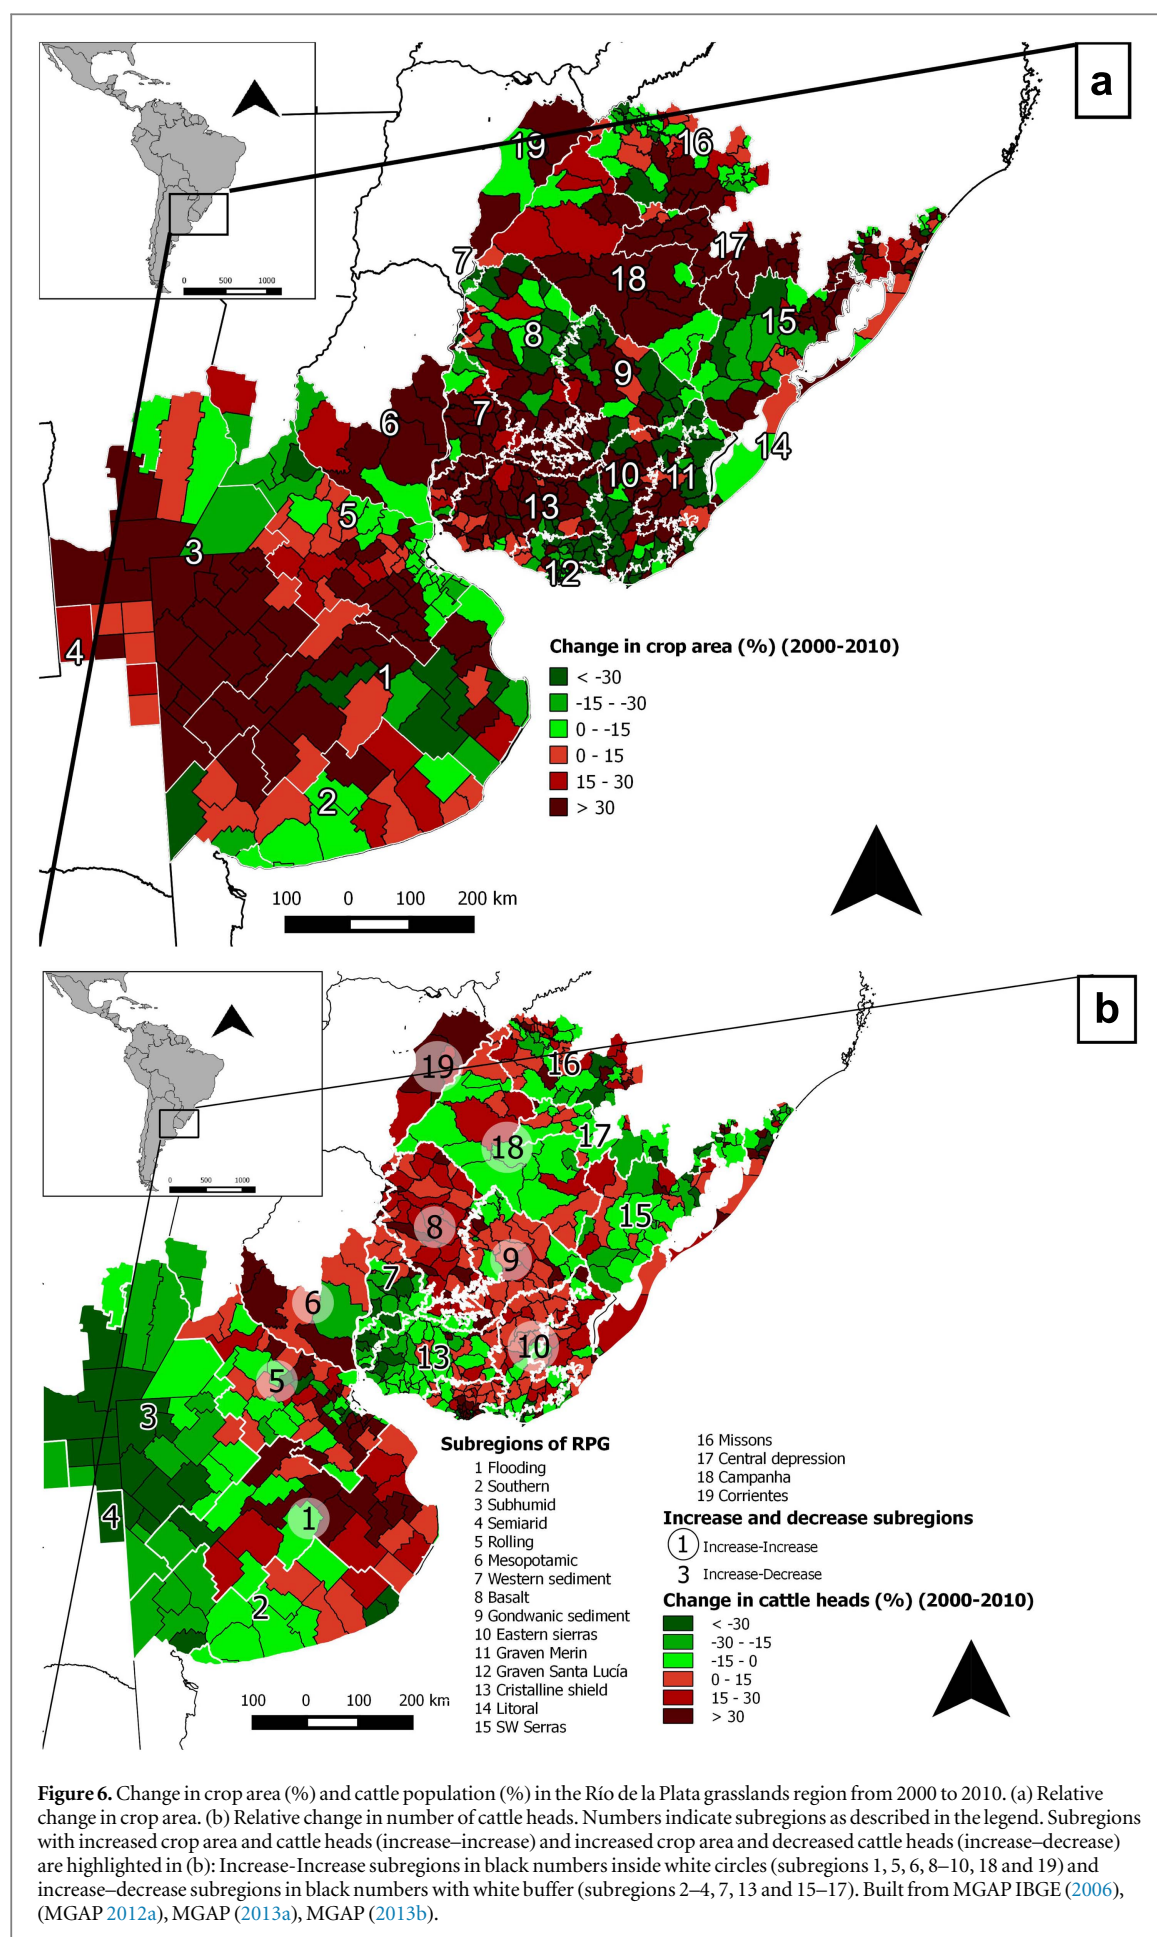 a
0 500 1000
19
16
17
7
18
15
8
9
6
7
14
10
11
5
13
3
12
4
1
2
Change in crop area (%) (2000-2010)
< -30
-15 - -30
0 - -15
0 - 15
15 - 30
> 30
100 0 100 200 km
b
0 500 1000
19
16
17
18
15
8
9
7
6
10
13
5
3
4
1
2
Subregions of RPG
1 Flooding
2 Southern
3 Subhumid
4 Semiarid
5 Rolling
6 Mesopotamic
7 Western sediment
8 Basalt
9 Gondwanic sediment
10 Eastern sierras
11 Graven Merin
12 Graven Santa Lucía
13 Cristalline shield
14 Litoral
15 SW Serras
16 Missons
17 Central depression
18 Campanha
19 Corrientes
Increase and decrease subregions
1 Increase-Increase
3 Increase-Decrease
Change in cattle heads (%) (2000-2010)
< -30
-30 - -15
-15 - 0
0 - 15
15 - 30
> 30
100 0 100 200 km
Figure 6. Change in crop area (%) and cattle population (%) in the Río de la Plata grasslands region from 2000 to 2010. (a) Relative
change in crop area. (b) Relative change in number of cattle heads. Numbers indicate subregions as described in the legend. Subregions
with increased crop area and cattle heads (increase–increase) and increased crop area and decreased cattle heads (increase–decrease)
are highlighted in (b): Increase-Increase subregions in black numbers inside white circles (subregions 1, 5, 6, 8–10, 18 and 19) and
increase–decrease subregions in black numbers with white buffer (subregions 2–4, 7, 13 and 15–17). Built from MGAP IBGE (2006),
(MGAP 2012a), MGAP (2013a), MGAP (2013b).